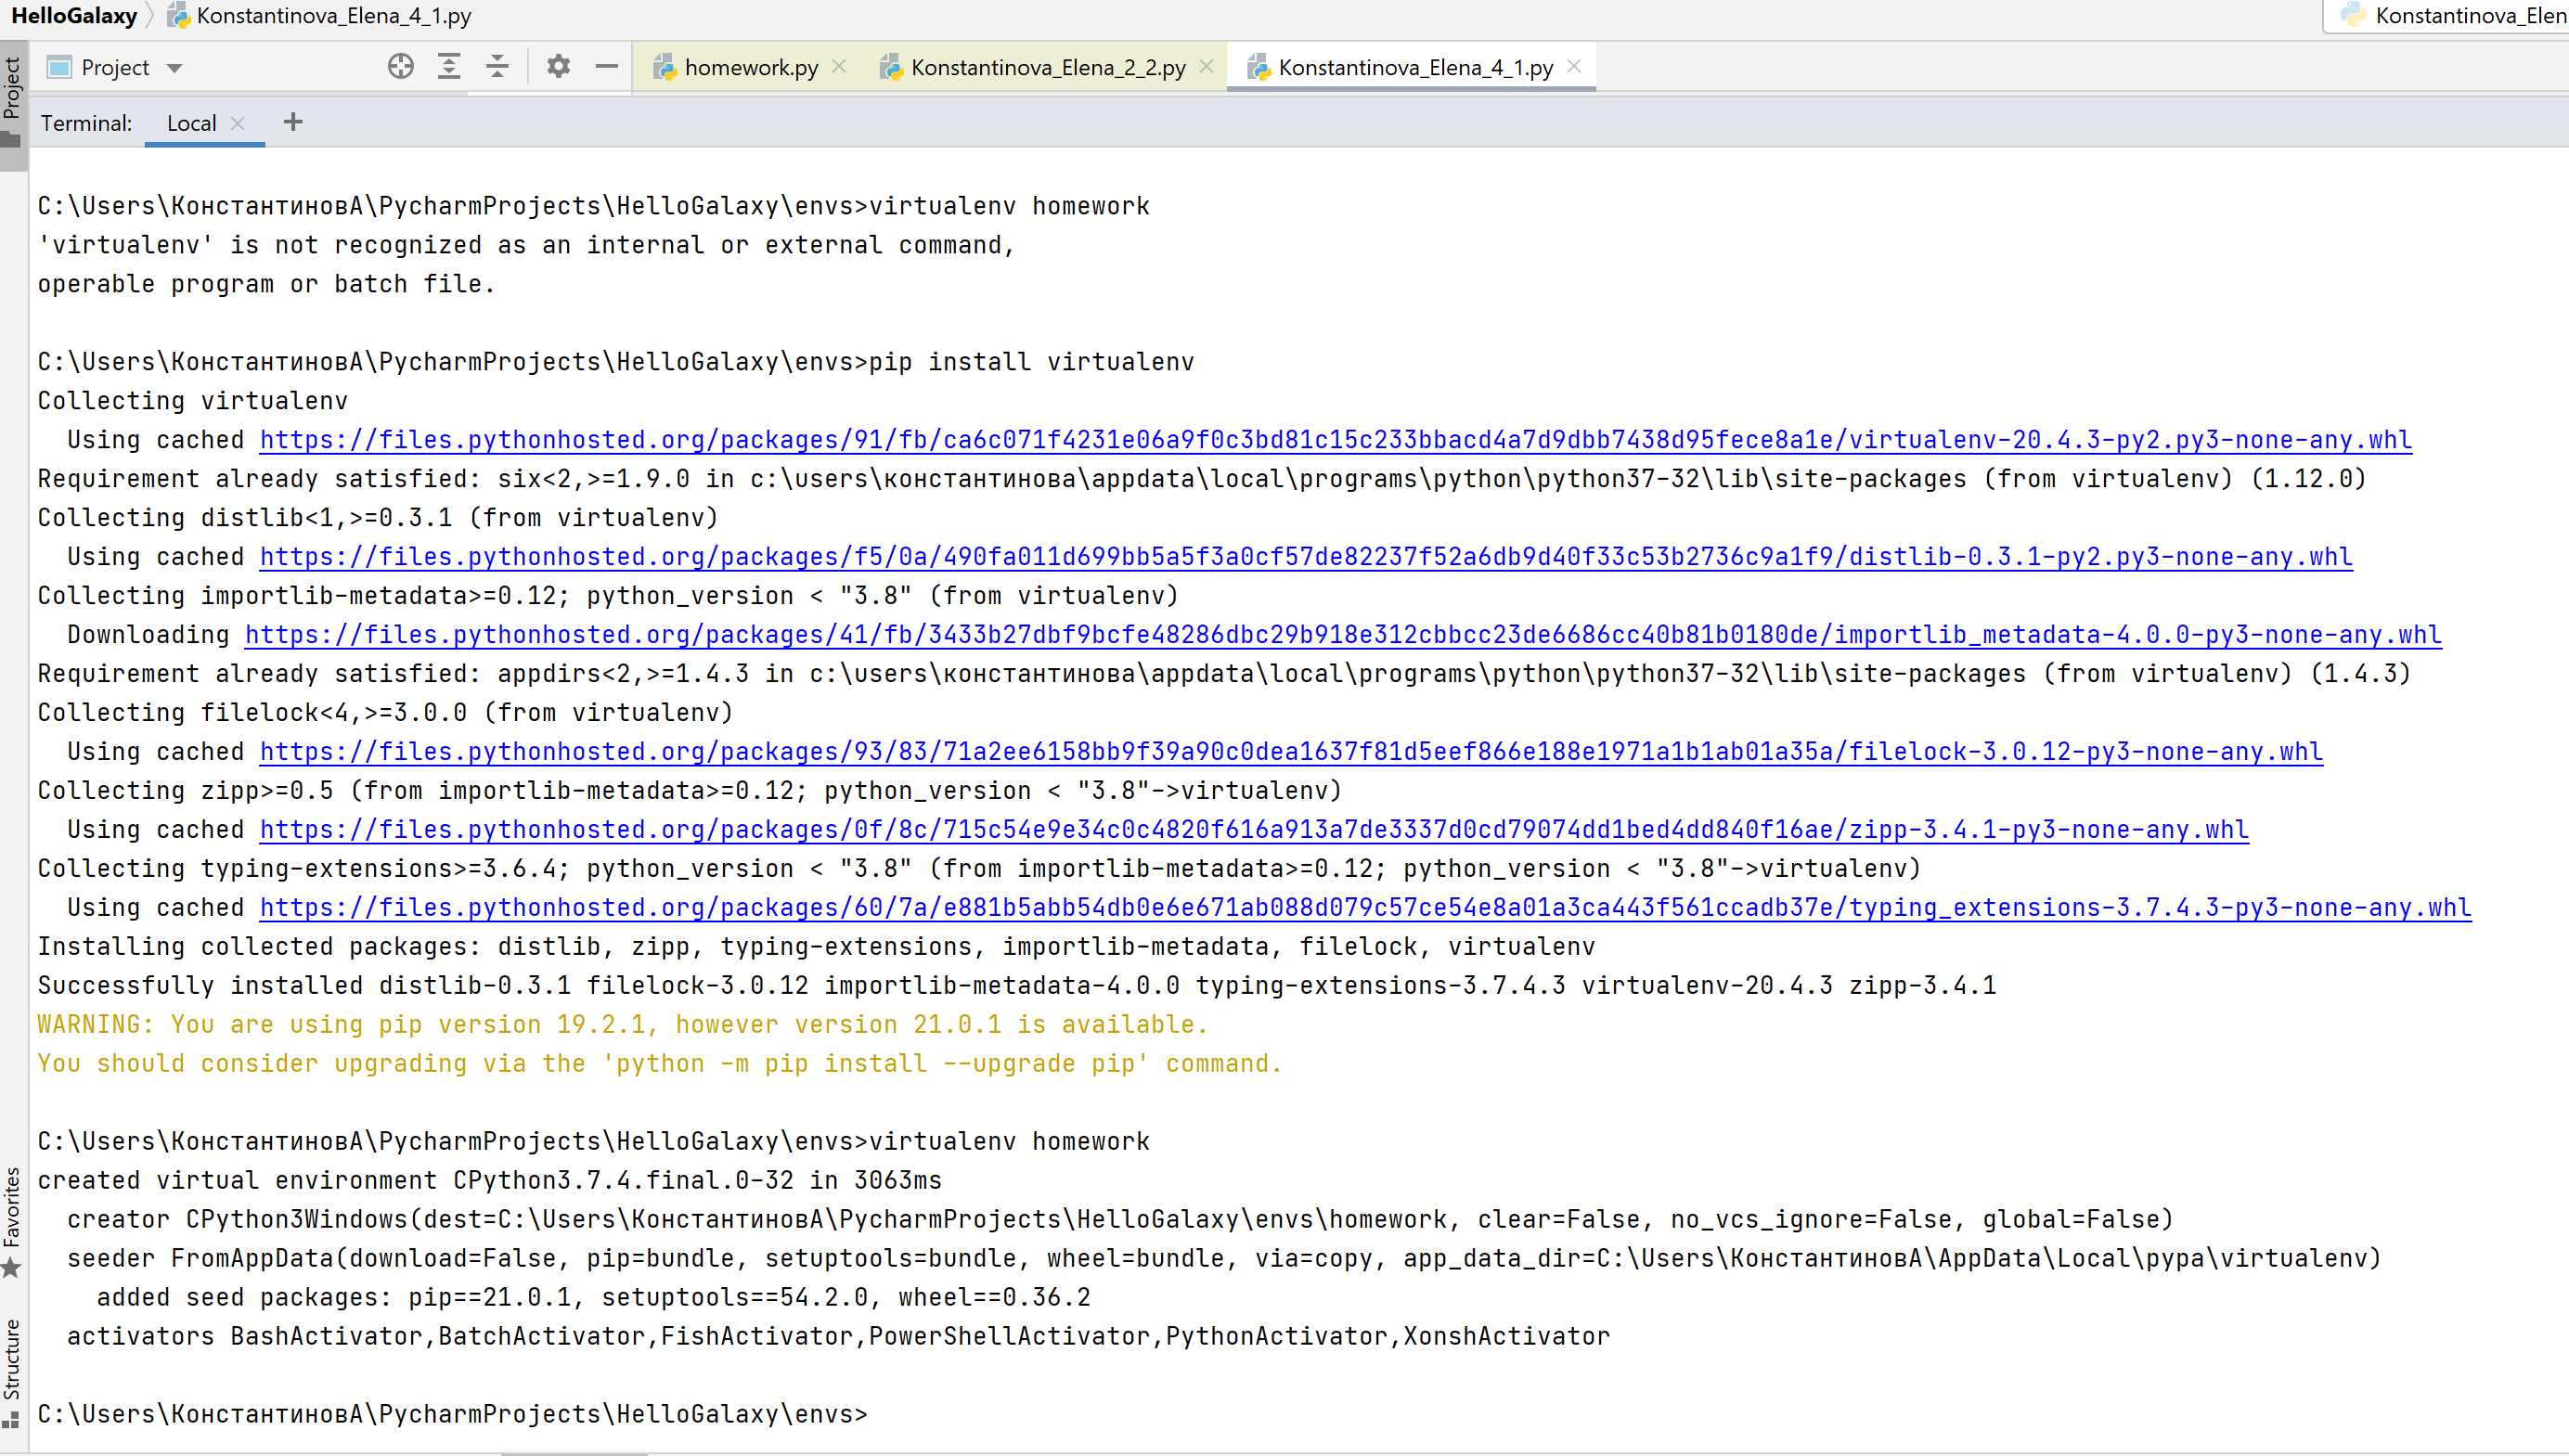 HelloGalaxy Konstantinova_Elena_4_1.py Konstantinova_Elen
Project homework.py Konstantinova_Elena_2_2.py Konstantinova_Elena_4_1.py
Project
Terminal: Local +
C:\Users\КонстантиновА\PycharmProjects\HelloGalaxy\envs>virtualenv homework
'virtualenv' is not recognized as an internal or external command,
operable program or batch file.
C:\Users\КонстантиновА\PycharmProjects\HelloGalaxy\envs>pip install virtualenv
Collecting virtualenv
Using cached https://files.pythonhosted.org/packages/91/fb/ca6c071f4231e06a9f0c3bd81c15c233bbacd4a7d9dbb7438d95fece8a1e/virtualenv-20.4.3-py2.py3-none-any.whl
Requirement already satisfied: six<2,>=1.9.0 in c:\users\константинова\appdata\local\programs\python\python37-32\lib\site-packages (from virtualenv) (1.12.0)
Collecting distlib<1,>=0.3.1 (from virtualenv)
Using cached https://files.pythonhosted.org/packages/f5/0a/490fa011d699bb5a5f3a0cf57de82237f52a6db9d40f33c53b2736c9a1f9/distlib-0.3.1-py2.py3-none-any.whl
Collecting importlib-metadata>=0.12; python_version < "3.8" (from virtualenv)
Downloading https://files.pythonhosted.org/packages/41/fb/3433b27dbf9bcfe48286dbc29b918e312cbbcc23de6686cc40b81b0180de/importlib_metadata-4.0.0-py3-none-any.whl
Requirement already satisfied: appdirs<2,>=1.4.3 in c:\users\константинова\appdata\local\programs\python\python37-32\lib\site-packages (from virtualenv) (1.4.3)
Collecting filelock<4,>=3.0.0 (from virtualenv)
Using cached https://files.pythonhosted.org/packages/93/83/71a2ee6158bb9f39a90c0dea1637f81d5eef866e188e1971a1b1ab01a35a/filelock-3.0.12-py3-none-any.whl
Collecting zipp>=0.5 (from importlib-metadata>=0.12; python_version < "3.8"->virtualenv)
Using cached https://files.pythonhosted.org/packages/0f/8c/715c54e9e34c0c4820f616a913a7de3337d0cd79074dd1bed4dd840f16ae/zipp-3.4.1-py3-none-any.whl
Collecting typing-extensions>=3.6.4; python_version < "3.8" (from importlib-metadata>=0.12; python_version < "3.8"->virtualenv)
Using cached https://files.pythonhosted.org/packages/60/7a/e881b5abb54db0e6e671ab088d079c57ce54e8a01a3ca443f561ccadb37e/typing_extensions-3.7.4.3-py3-none-any.whl
Installing collected packages: distlib, zipp, typing-extensions, importlib-metadata, filelock, virtualenv
Successfully installed distlib-0.3.1 filelock-3.0.12 importlib-metadata-4.0.0 typing-extensions-3.7.4.3 virtualenv-20.4.3 zipp-3.4.1
WARNING: You are using pip version 19.2.1, however version 21.0.1 is available.
You should consider upgrading via the 'python -m pip install --upgrade pip' command.
C:\Users\КонстантиновА\PycharmProjects\HelloGalaxy\envs>virtualenv homework
created virtual environment CPython3.7.4.final.0-32 in 3063ms
creator CPython3Windows(dest=C:\Users\КонстантиновА\PycharmProjects\HelloGalaxy\envs\homework, clear=False, no_vcs_ignore=False, global=False)
seeder FromAppData(download=False, pip=bundle, setuptools=bundle, wheel=bundle, via=copy, app_data_dir=C:\Users\КонстантиновА\AppData\Local\pypa\virtualenv)
added seed packages: pip==21.0.1, setuptools==54.2.0, wheel==0.36.2
activators BashActivator,BatchActivator,FishActivator,PowerShellActivator,PythonActivator,XonshActivator
C:\Users\КонстантиновА\PycharmProjects\HelloGalaxy\envs>
Favorites
Structure